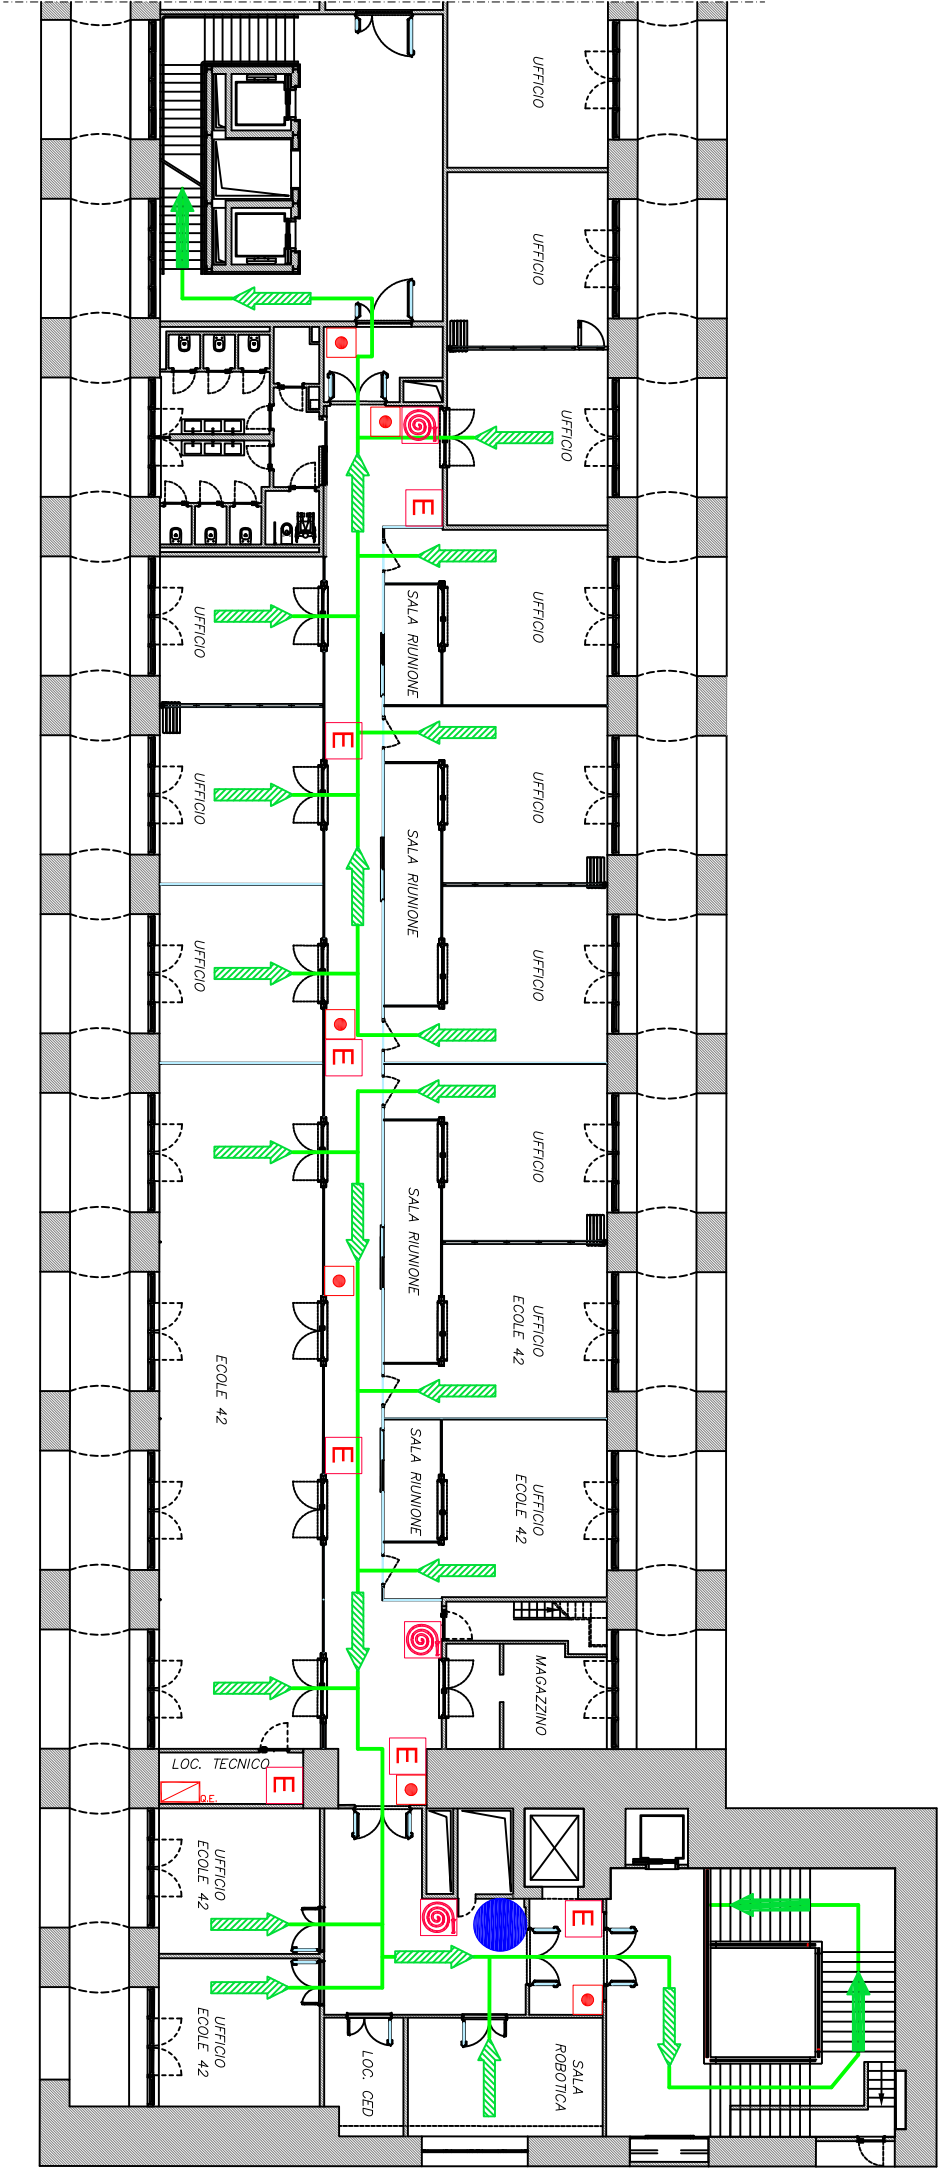 UFFICIO
UFFICIO
UFFICIO
E
UFFICIO
SALA RIUNIONE
UFFICIO
E
UFFICIO
UFFICIO
SALA RIUNIONE
UFFICIO
UFFICIO
E
UFFICIO
SALA RIUNIONE
UFFICIO
ECOLE 42
ECOLE 42
E
SALA RIUNIONE
UFFICIO
ECOLE 42
MAGAZZINO
E
LOC. TECNICO
E
Q.E.
UFFICIO
ECOLE 42
E
UFFICIO
ECOLE 42
LOC. CED
SALA
ROBOTICA